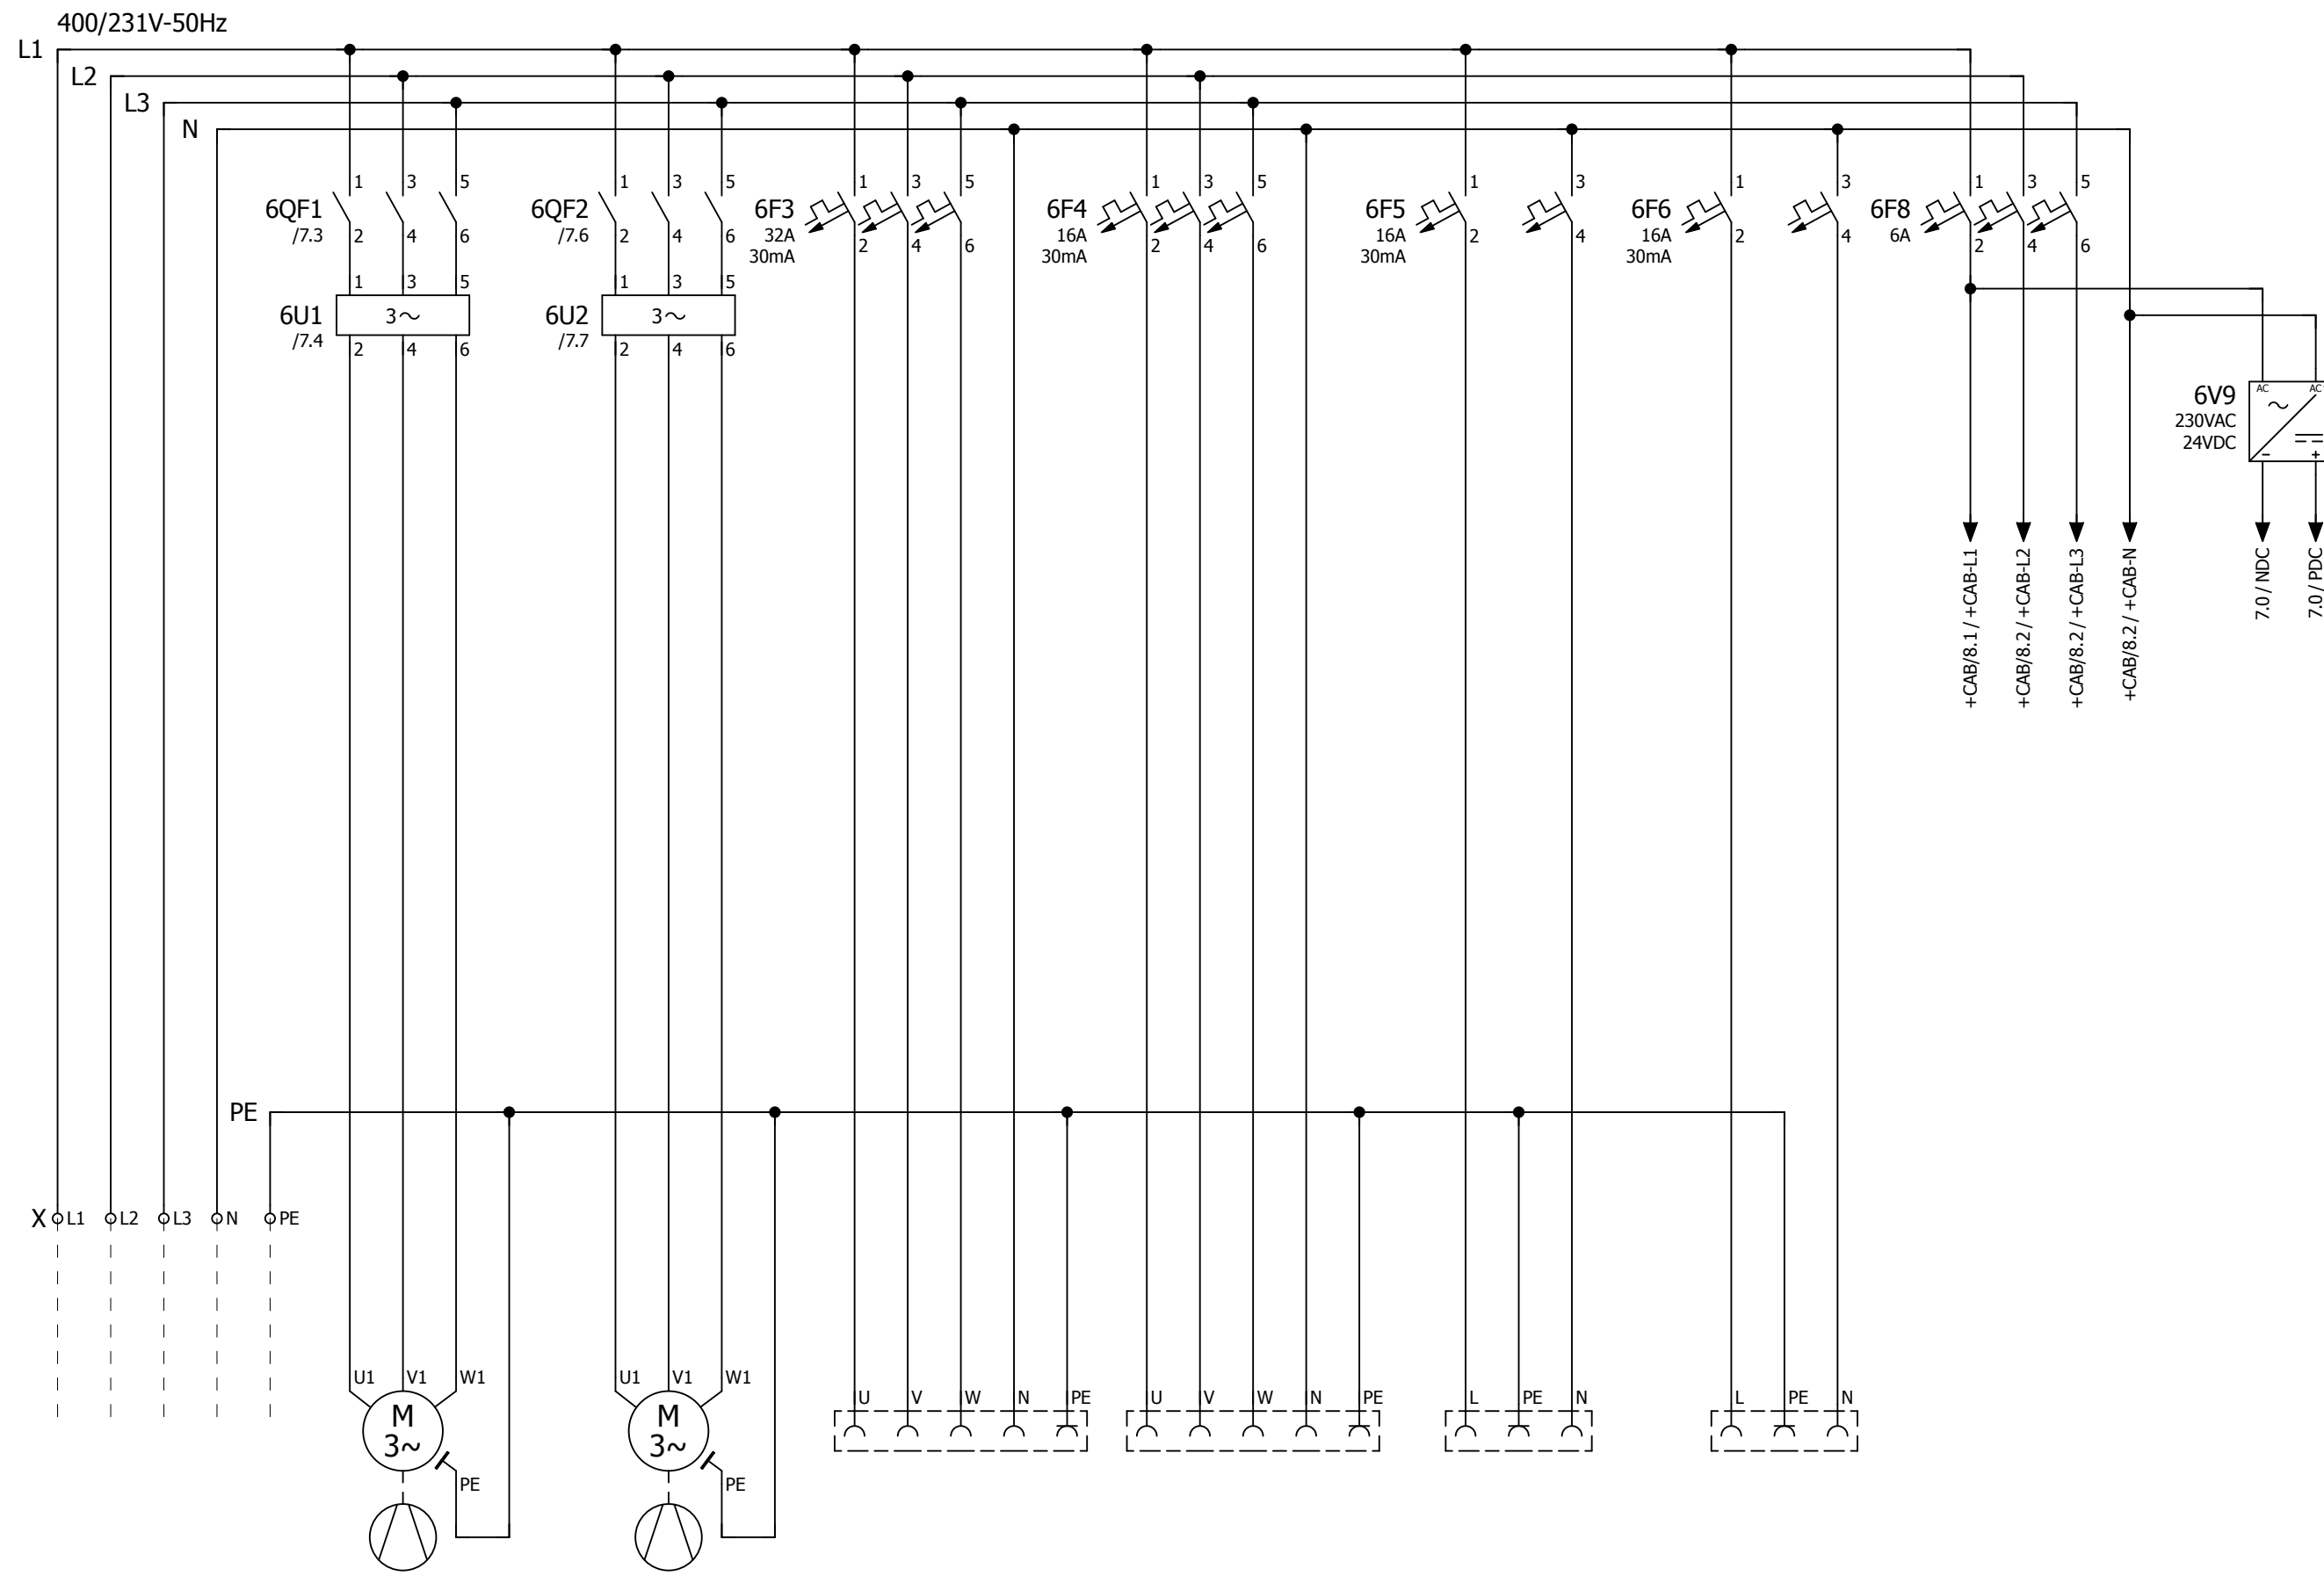 400/231V-50Hz
L1
L2
L3
N
1 3 5 1 3 5 1 3 5 1 3 5 1 3 1 3 1 3 5
6QF1 6QF2 6F3 6F4 6F5 6F6 6F8
/7.3 2 4 6 /7.6 2 4 6 32A 2 4 6 16A 2 4 6 16A 2 4 16A 2 4 6A 2 4 6
30mA 30mA 30mA 30mA
1 3 5 1 3 5
6U1 3～ 6U2 3～
/7.4 2 4 6 /7.7 2 4 6
AC AC
6V9 ～
230VAC
24VDC
- +
+CAB/8.1 / +CAB-L1
+CAB/8.2 / +CAB-L2
+CAB/8.2 / +CAB-L3
+CAB/8.2 / +CAB-N
7.0 / NDC
7.0 / PDC
PE
X L1 L2 L3 N PE
U1 V1 W1 U1 V1 W1
U V W N PE U V W N PE L PE N L PE N
M M
3~ 3~
PE PE